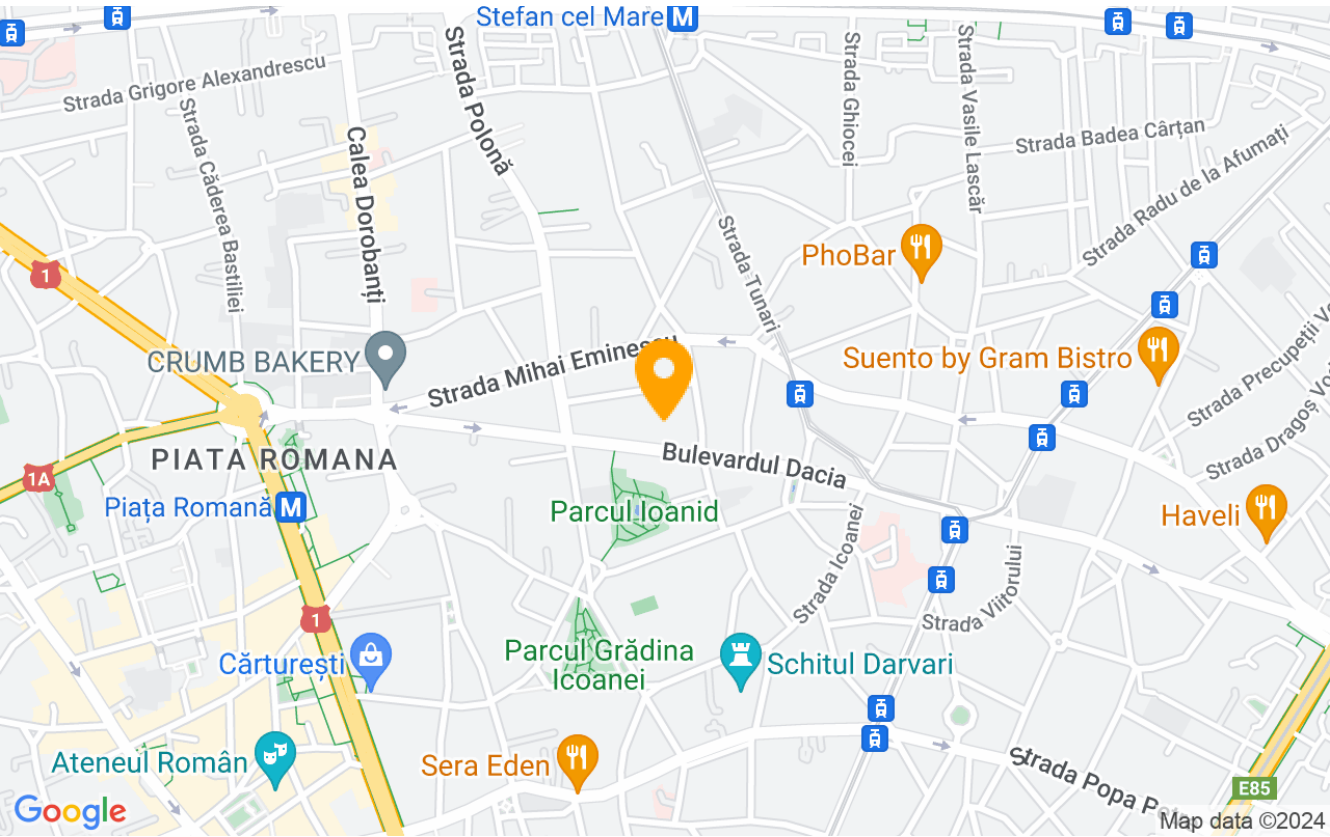 Stefan cel Mare
M
Strada Grigore Alexandrescu
Strada Căderea Bastiliei
Calea Dorobanți
Strada Polonă
Strada Tunari
Strada Ghiocei
Strada Vasile Lascăr
Strada Badea Cârțan
Strada Radu de la Afumați
PhoBar
1
CRUMB BAKERY
Strada Mihai Eminescu
Suento by Gram Bistro
Strada Precupeții
Strada Dragoș
PIATA ROMANA
1A
Piața Romană
M
Bulevardul Dacia
Parcul Ioanid
Haveli
Strada Icoanei
Strada Viitorului
1
Cărturești
Parcul Grădina
Icoanei
Schitul Darvari
Ateneul Român
Sera Eden
Strada Popa
E85
Google
Map data ©2024